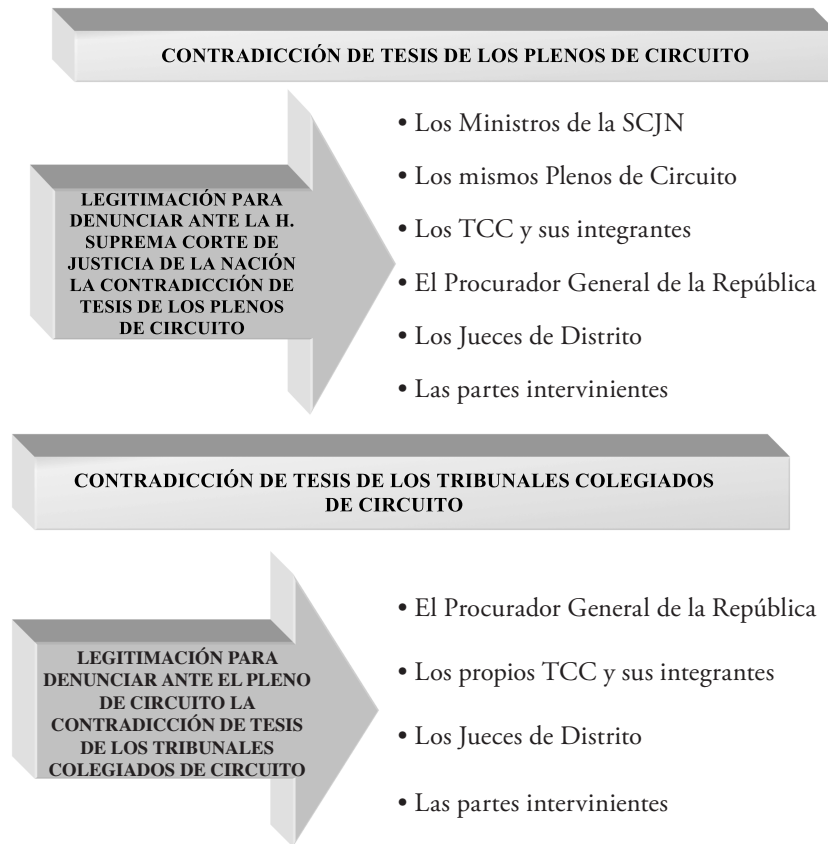 CONTRADICCIÓN DE TESIS DE LOS PLENOS DE CIRCUITO
LEGITIMACIÓN PARA
DENUNCIAR ANTE LA H.
SUPREMA CORTE DE
JUSTICIA DE LA NACIÓN
LA CONTRADICCIÓN DE
TESIS DE LOS PLENOS
DE CIRCUITO
• Los Ministros de la SCJN
• Los mismos Plenos de Circuito
• Los TCC y sus integrantes
• El Procurador General de la República
• Los Jueces de Distrito
• Las partes intervinientes
CONTRADICCIÓN DE TESIS DE LOS TRIBUNALES COLEGIADOS
DE CIRCUITO
LEGITIMACIÓN PARA
DENUNCIAR ANTE EL PLENO
DE CIRCUITO LA
CONTRADICCIÓN DE TESIS
DE LOS TRIBUNALES
COLEGIADOS DE CIRCUITO
• El Procurador General de la República
• Los propios TCC y sus integrantes
• Los Jueces de Distrito
• Las partes intervinientes